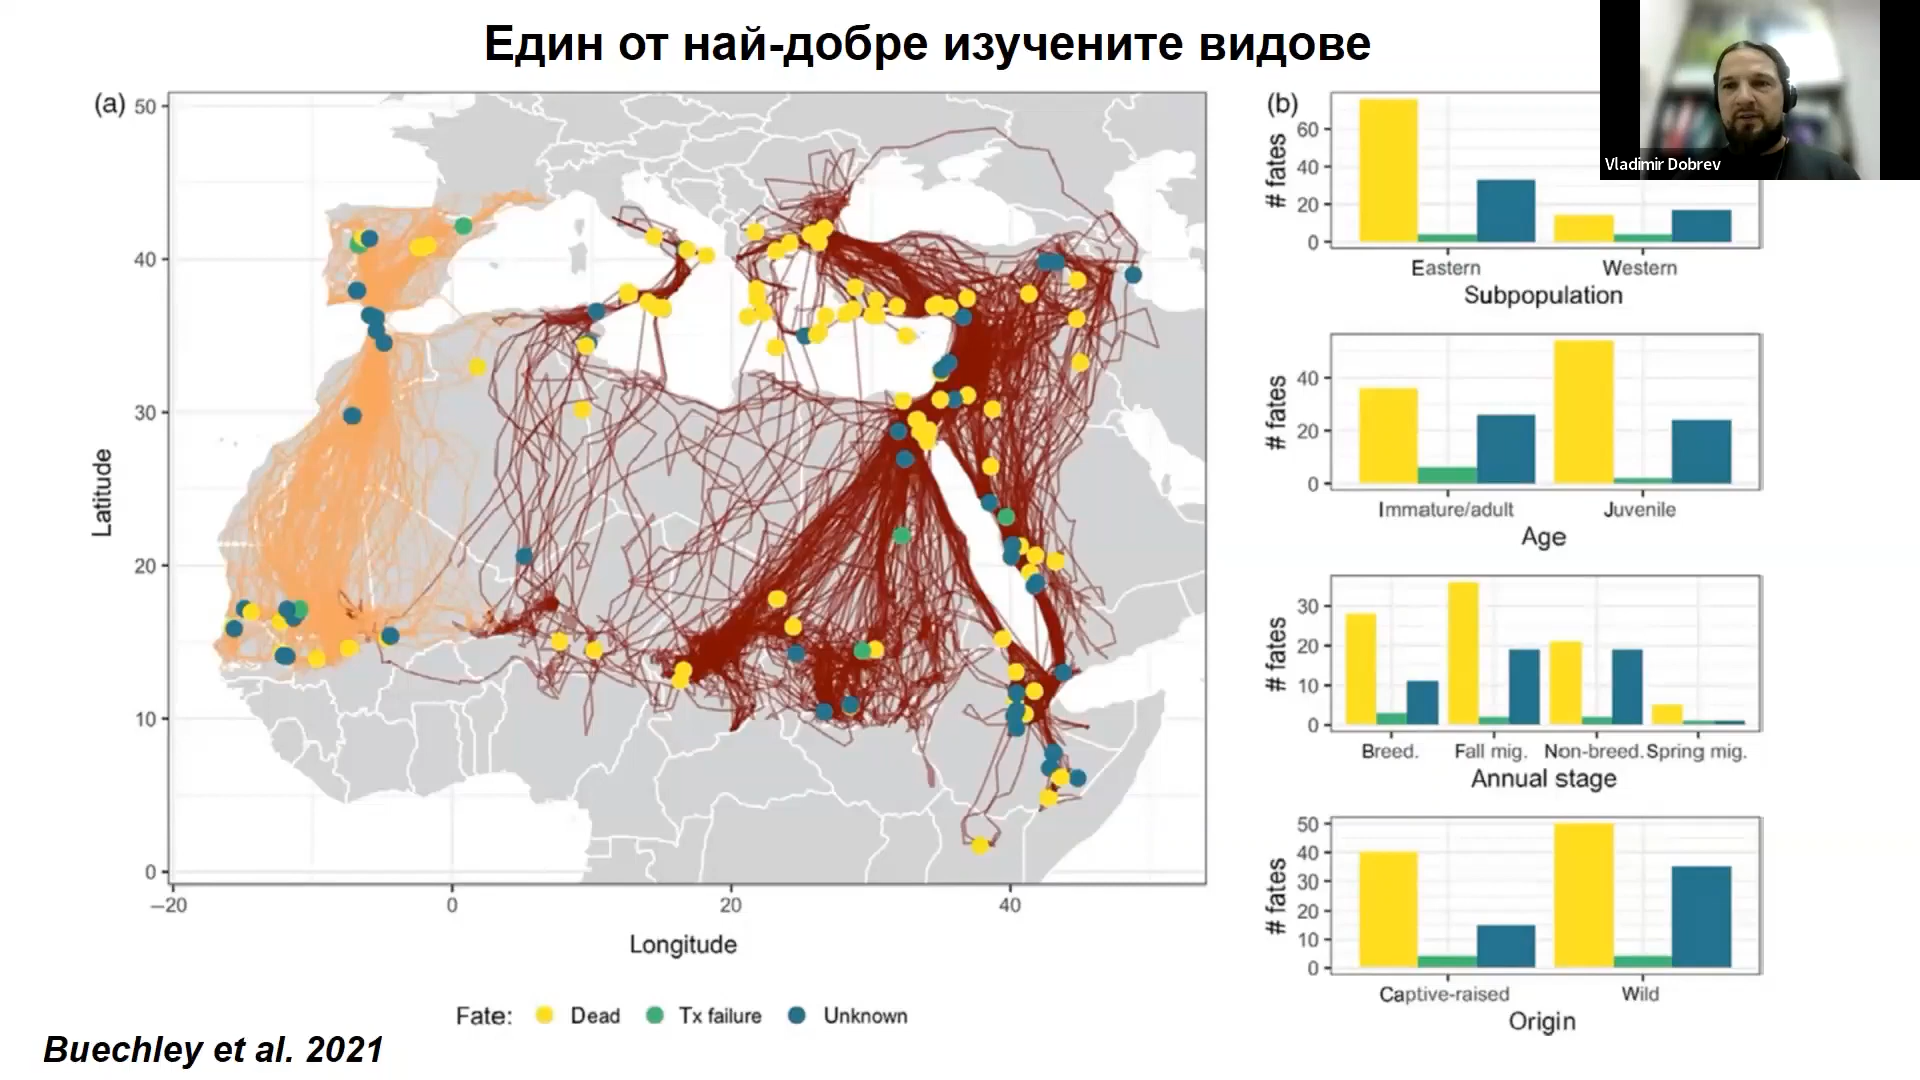 Един от най-добре изучените видове
Vladimir Dobrev
(a)
50
40
30
20
10
0
Latitude
−20
0
20
40
Longitude
Fate: Dead Tx failure Unknown
Buechley et al. 2021
(b)
# fates
60
40
20
0
Eastern Western
Subpopulation
# fates
40
20
0
Immature/adult Juvenile
Age
# fates
30
20
10
0
Breed. Fall mig. Non-breed. Spring mig.
Annual stage
# fates
50
40
30
20
10
0
Captive-raised Wild
Origin